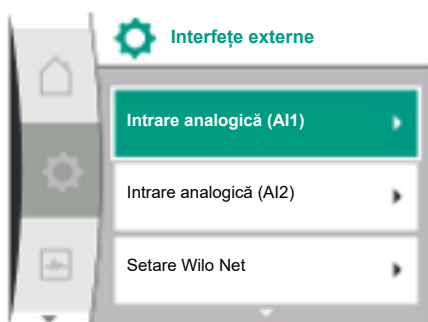 Interfețe externe
Intrare analogică (AI1)
Intrare analogică (AI2)
Setare Wilo Net